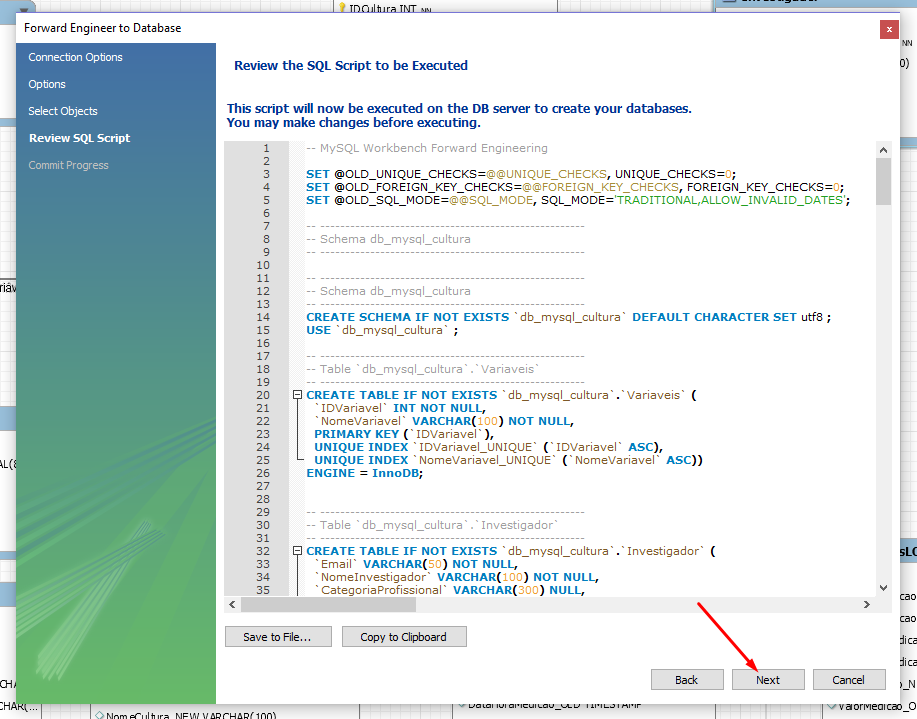 IDCultura INT NN
Investigador
Forward Engineer to Database
x
NN
Connection Options
Options
Select Objects
Review SQL Script
Commit Progress
Review the SQL Script to be Executed
This script will now be executed on the DB server to create your databases.
You may make changes before executing.
1 -- MySQL Workbench Forward Engineering
2
3 SET @OLD_UNIQUE_CHECKS=@@UNIQUE_CHECKS, UNIQUE_CHECKS=0;
4 SET @OLD_FOREIGN_KEY_CHECKS=@@FOREIGN_KEY_CHECKS, FOREIGN_KEY_CHECKS=0;
5 SET @OLD_SQL_MODE=@@SQL_MODE, SQL_MODE='TRADITIONAL,ALLOW_INVALID_DATES';
6
7 -- -----------------------------------------------------
8 -- Schema db_mysql_cultura
9 -- -----------------------------------------------------
10
11 -- -----------------------------------------------------
12 -- Schema db_mysql_cultura
13 -- -----------------------------------------------------
14 CREATE SCHEMA IF NOT EXISTS `db_mysql_cultura` DEFAULT CHARACTER SET utf8 ;
15 USE `db_mysql_cultura` ;
16
17 -- -----------------------------------------------------
18 -- Table `db_mysql_cultura`.`Variaveis`
19 -- -----------------------------------------------------
20 CREATE TABLE IF NOT EXISTS `db_mysql_cultura`.`Variaveis` (
21 `IDVariavel` INT NOT NULL,
22 `NomeVariavel` VARCHAR(100) NOT NULL,
23 PRIMARY KEY (`IDVariavel`),
24 UNIQUE INDEX `IDVariavel_UNIQUE` (`IDVariavel` ASC),
25 UNIQUE INDEX `NomeVariavel_UNIQUE` (`NomeVariavel` ASC))
26 ENGINE = InnoDB;
27
28
29 -- -----------------------------------------------------
30 -- Table `db_mysql_cultura`.`Investigador`
31 -- -----------------------------------------------------
32 CREATE TABLE IF NOT EXISTS `db_mysql_cultura`.`Investigador` (
33 `Email` VARCHAR(50) NOT NULL,
34 `NomeInvestigador` VARCHAR(100) NOT NULL,
35 `CategoriaProfissional` VARCHAR(300) NULL,
Save to File...
Copy to Clipboard
Back
Next
Cancel
NomeCultura_NEW VARCHAR(100)
DataHoraMedicao_OLD TIMESTAMP
ValorMedicao_O